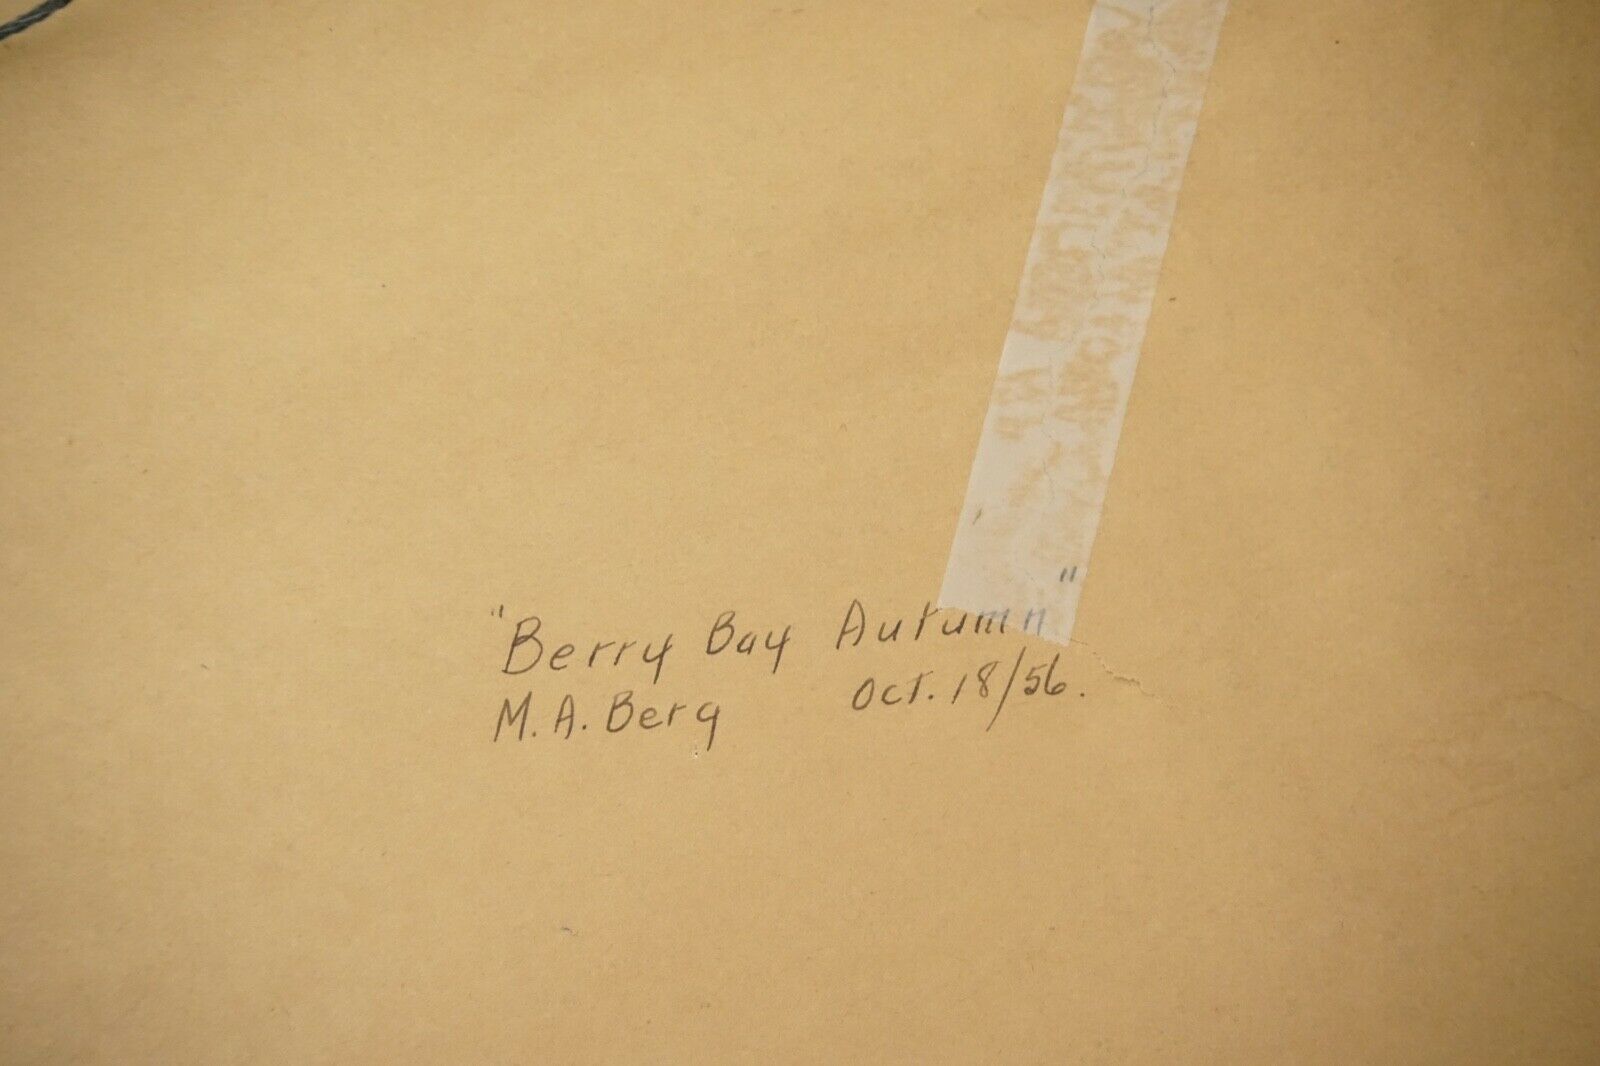 "Berry Bay Autumn"
M.A. Berg Oct. 18/56.